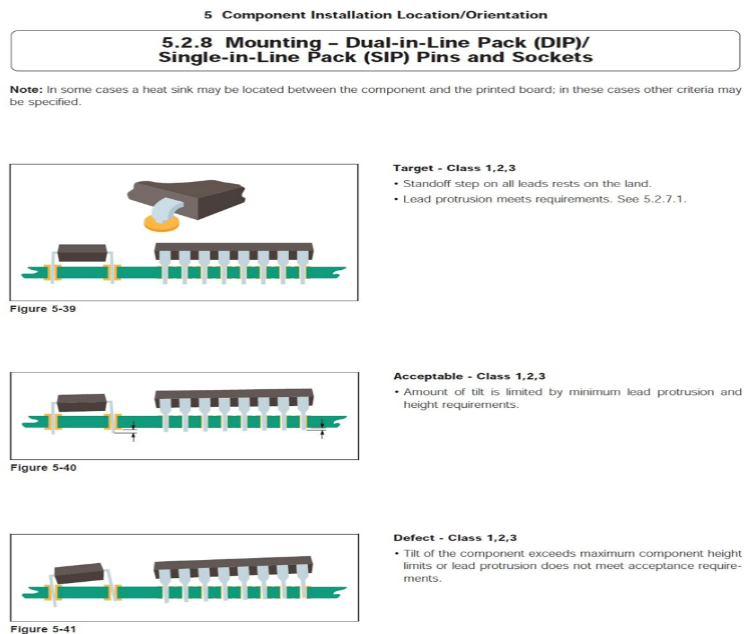 5 Component Installation Location/Orientation
5.2.8 Mounting – Dual-in-Line Pack (DIP)/
Single-in-Line Pack (SIP) Pins and Sockets
Note: In some cases a heat sink may be located between the component and the printed board; in these cases other criteria may
be specified.
Target - Class 1,2,3
• Standoff step on all leads rests on the land.
• Lead protrusion meets requirements. See 5.2.7.1.
Figure 5-39
Acceptable - Class 1,2,3
• Amount of tilt is limited by minimum lead protrusion and
height requirements.
Figure 5-40
Defect - Class 1,2,3
• Tilt of the component exceeds maximum component height
limits or lead protrusion does not meet acceptance require-
ments.
Figure 5-41